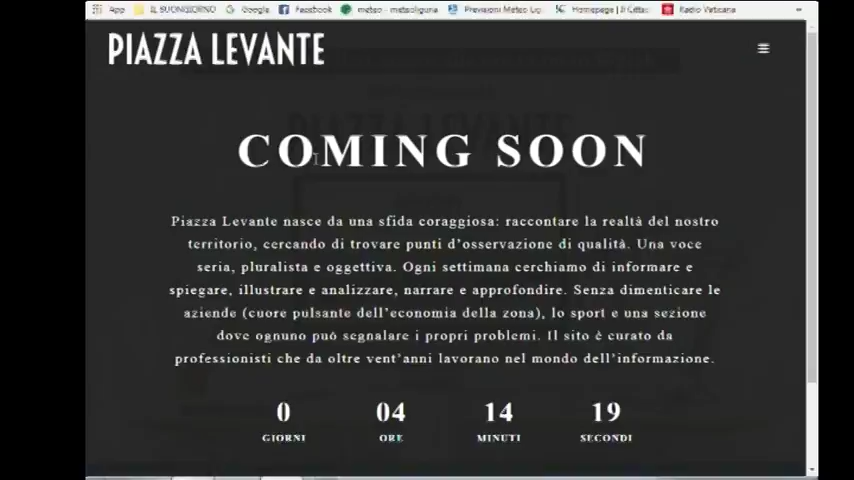 App IL BUONGIORNO Google Facebook meteo - meteoliguria Previsioni Meteo Lig Homepage | Il Cittad Radio Vaticana »
PIAZZA LEVANTE
COMING SOON
Piazza Levante nasce da una sfida coraggiosa: raccontare la realtà del nostro
territorio, cercando di trovare punti d’osservazione di qualità. Una voce
seria, pluralista e oggettiva. Ogni settimana cerchiamo di informare e
spiegare, illustrare e analizzare, narrare e approfondire. Senza dimenticare le
aziende (cuore pulsante dell’economia della zona), lo sport e una sezione
dove ognuno può segnalare i propri problemi. Il sito è curato da
professionisti che da oltre vent’anni lavorano nel mondo dell’informazione.
0 04 14 19
GIORNI ORE MINUTI SECONDI